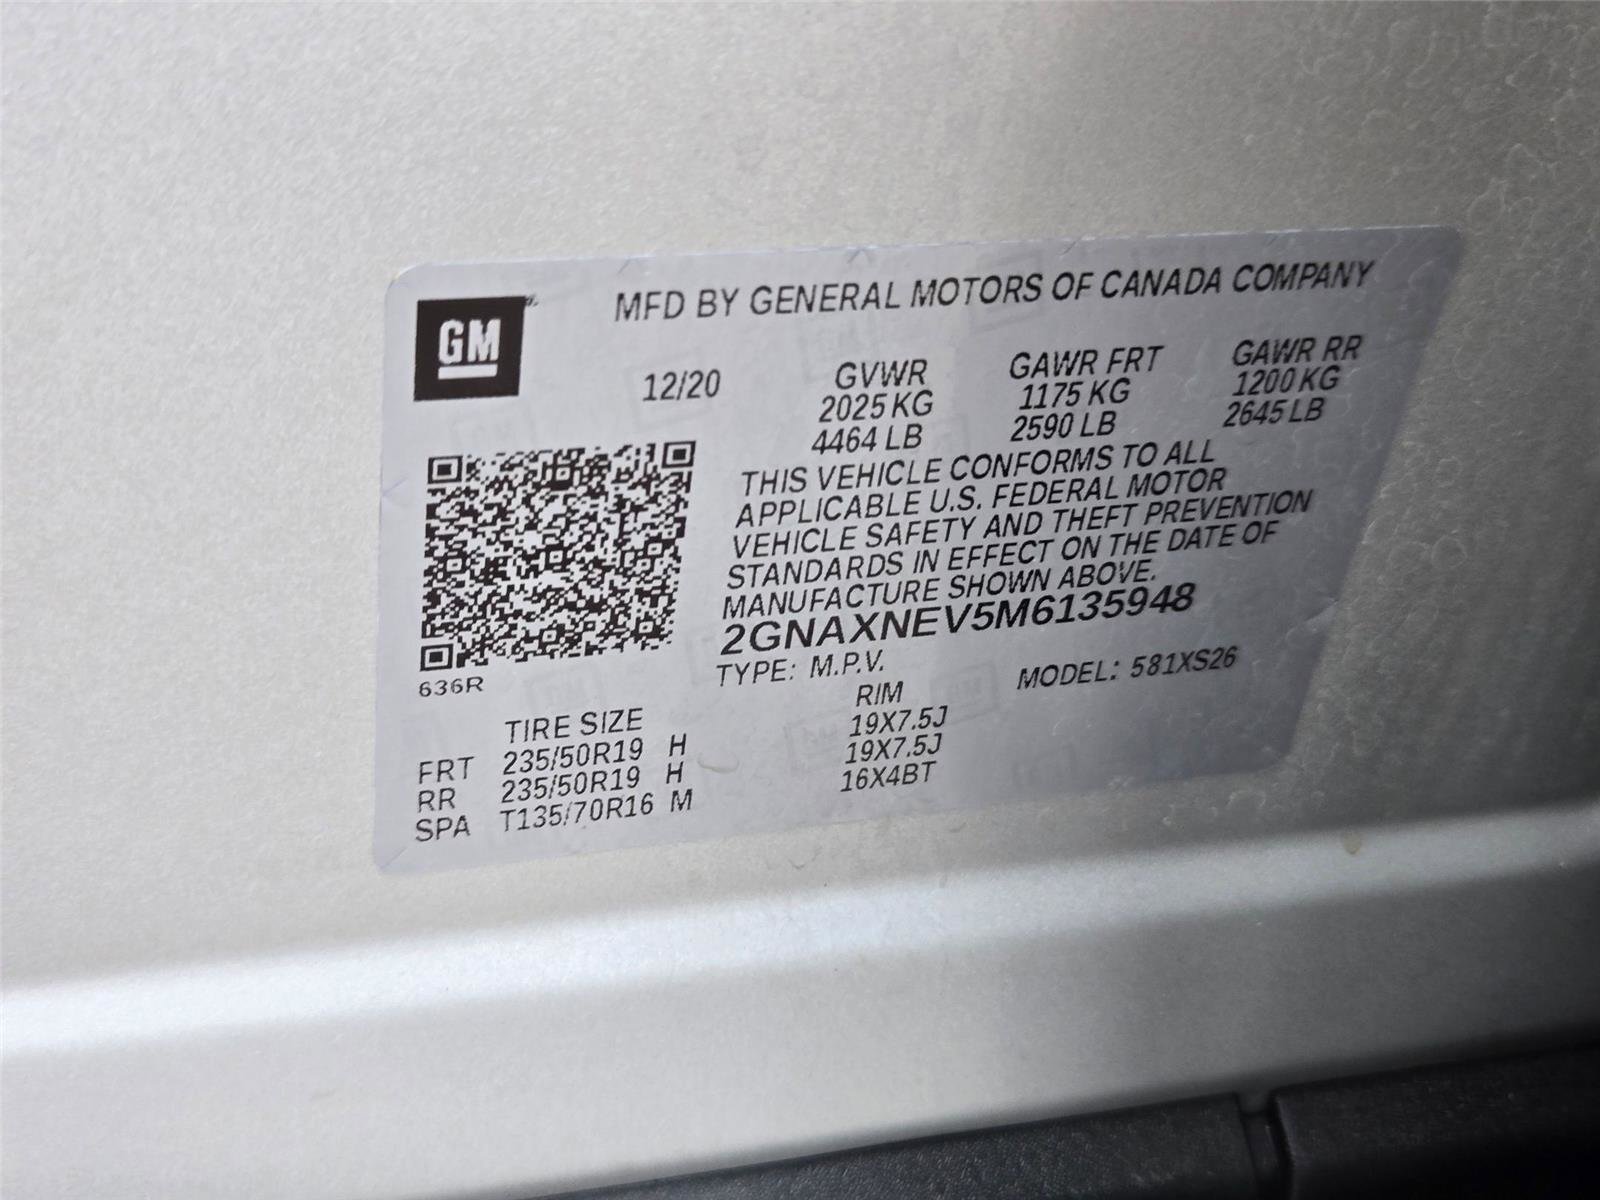 GM
MFD BY GENERAL MOTORS OF CANADA COMPANY
12/20
GVWR
2025 KG
4464 LB
GAWR FRT
1175 KG
2590 LB
GAWR RR
1200 KG
2645 LB
THIS VEHICLE CONFORMS TO ALL
APPLICABLE U.S. FEDERAL MOTOR
VEHICLE SAFETY AND THEFT PREVENTION
STANDARDS IN EFFECT ON THE DATE OF
MANUFACTURE SHOWN ABOVE.
2GNAXNEV5M6135948
TYPE: M.P.V. MODEL: 581XS26
636R
TIRE SIZE RIM
FRT 235/50R19 H 19X7.5J
RR 235/50R19 H 19X7.5J
SPA T135/70R16 M 16X4BT